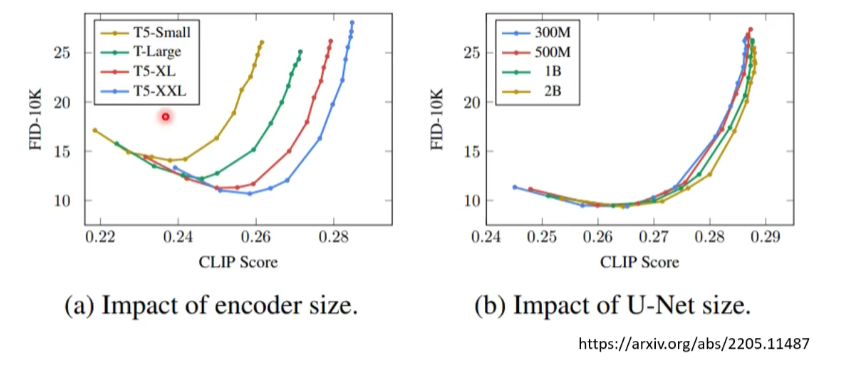 T5-Small
T-Large
T5-XL
T5-XXL
25
20
15
10
FID-10K
0.22
0.24
0.26
0.28
CLIP Score
(a) Impact of encoder size.
300M
500M
1B
2B
25
20
15
10
FID-10K
0.24
0.25
0.26
0.27
0.28
0.29
CLIP Score
(b) Impact of U-Net size.
https://arxiv.org/abs/2205.11487